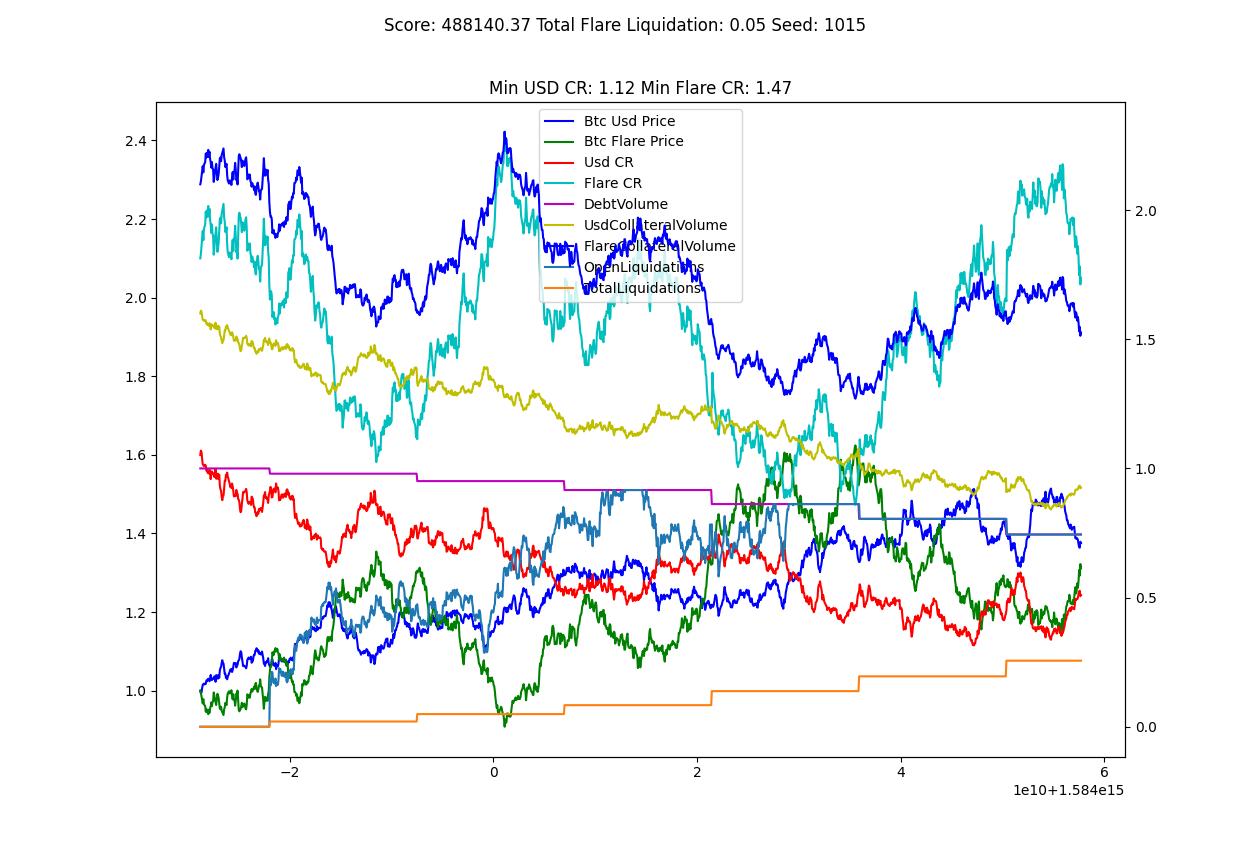 Score: 488140.37 Total Flare Liquidation: 0.05 Seed: 1015
Min USD CR: 1.12 Min Flare CR: 1.47
Btc Usd Price
Btc Flare Price
Usd CR
Flare CR
DebtVolume
UsdCollateralVolume
FlareCollateralVolume
OpenLiquidations
TotalLiquidations
2.4
2.2
2.0
1.8
1.6
1.4
1.2
1.0
2.0
1.5
1.0
0.5
0.0
−2
0
2
4
6
1e10+1.584e15